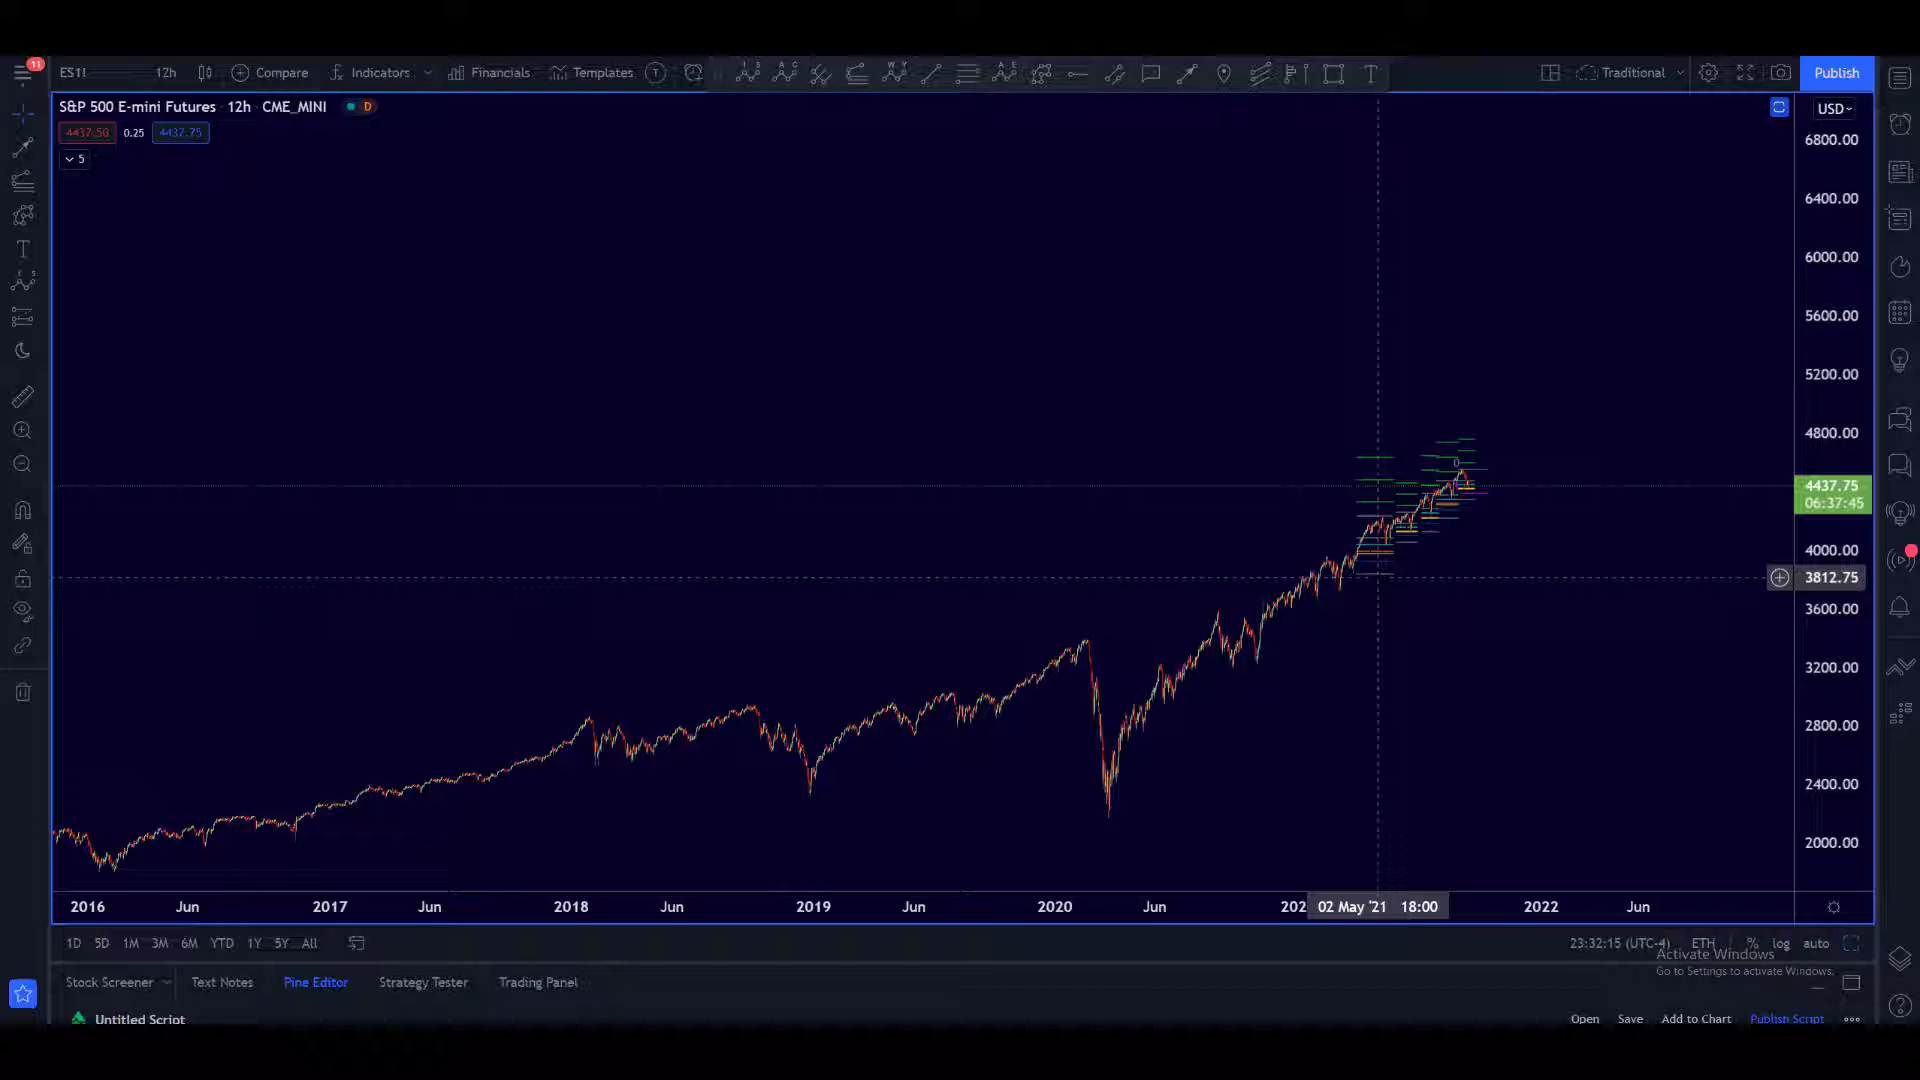 11
ES1! 12h Compare Indicators Financials Templates Traditional Publish
S&P 500 E-mini Futures · 12h · CME_MINI D
4437.50 0.25 4437.75
5
USD
6800.00
6400.00
6000.00
5600.00
5200.00
4800.00
4437.75
06:37:45
4000.00
3812.75
3600.00
3200.00
2800.00
2400.00
2000.00
2016 Jun 2017 Jun 2018 Jun 2019 Jun 2020 Jun 202 02 May '21 18:00 2022 Jun
1D 5D 1M 3M 6M YTD 1Y 5Y All 23:32:15 (UTC-4) ETH % log auto
Activate Windows
Go to Settings to activate Windows.
Stock Screener Text Notes Pine Editor Strategy Tester Trading Panel
Untitled Script Open Save Add to Chart Publish Script